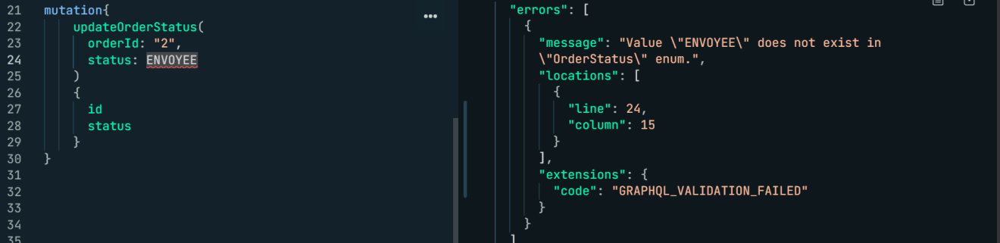 21 mutation{
22 updateOrderStatus(
23 orderId: "2",
24 status: ENVOYEE
25 )
26 {
27 id
28 status
29 }
30 }
31
32
33
34
35
"errors": [
{
"message": "Value \"ENVOYEE\" does not exist in
\"OrderStatus\" enum.",
"locations": [
{
"line": 24,
"column": 15
}
],
"extensions": {
"code": "GRAPHQL_VALIDATION_FAILED"
}
}
]